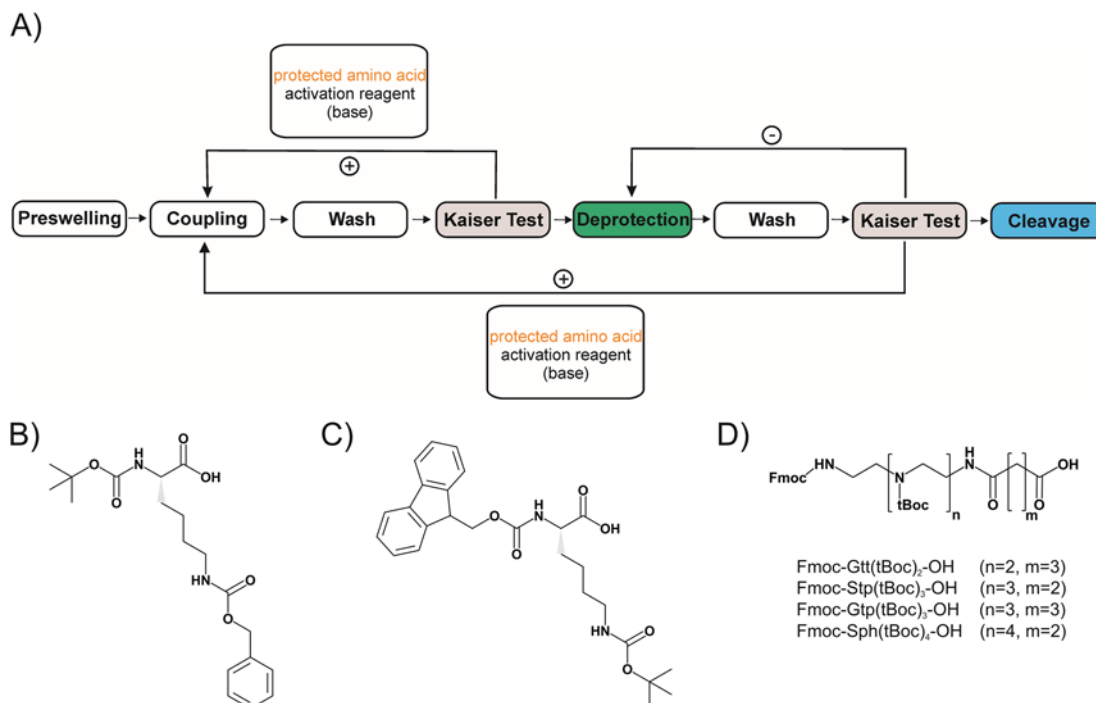 A)
protected amino acid
activation reagent
(base)
+
-
Preswelling
Coupling
Wash
Kaiser Test
Deprotection
Wash
Kaiser Test
Cleavage
+
protected amino acid
activation reagent
(base)
B)
O
H
O
N
OH
O
HN
O
O
C)
O
H
O
N
OH
O
HN
O
O
D)
HN
Fmoc
N
tBoc
n
H
N
O
m
OH
O
Fmoc-Gtt(tBoc)₂-OH (n=2, m=3)
Fmoc-Stp(tBoc)₃-OH (n=3, m=2)
Fmoc-Gtp(tBoc)₃-OH (n=3, m=3)
Fmoc-Sph(tBoc)₄-OH (n=4, m=2)